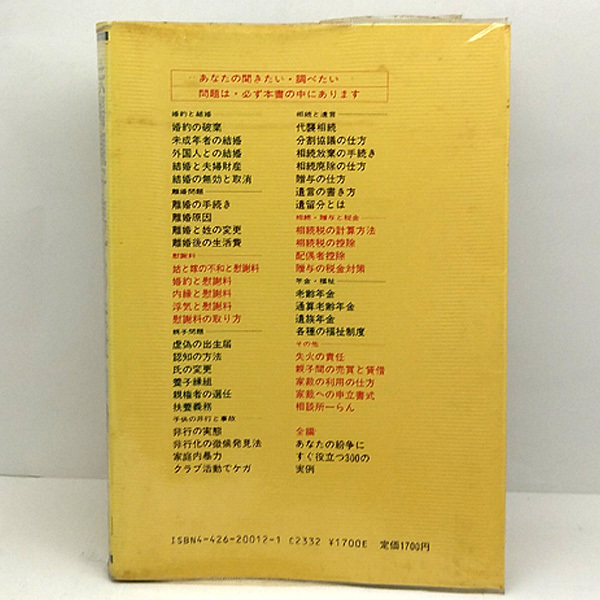 あなたの聞きたい・調べたい
問題は・必ず本書の中にあります
婚約と結婚
婚約の破棄
未成年者の結婚
外国人との結婚
結婚と夫婦財産
結婚の無効と取消
離婚問題
離婚の手続き
離婚原因
離婚と姓の変更
離婚後の生活費
慰謝料
姑と嫁の不和と慰謝料
婚約と慰謝料
内縁と慰謝料
浮気と慰謝料
慰謝料の取り方
親子問題
虚偽の出生届
認知の方法
氏の変更
養子縁組
親権者の選任
扶養義務
子供の非行と事故
非行の実態
非行化の徴候発見法
家庭内暴力
クラブ活動でケガ
相続と遺言
代襲相続
分割協議の仕方
相続放棄の手続き
相続廃除の仕方
贈与の仕方
遺言の書き方
遺留分とは
相続・贈与と税金
相続税の計算方法
相続税の控除
配偶者控除
贈与の税金対策
年金・福祉
老齢年金
通算老齢年金
遺族年金
各種の福祉制度
その他
失火の責任
親子間の売買と貸借
家裁の利用の仕方
家裁への申立書式
相談所一らん
全編
あなたの紛争に
すぐ役立つ300の
実例
ISBN4-426-20012-1 C2332 ¥1700E 定価1700円